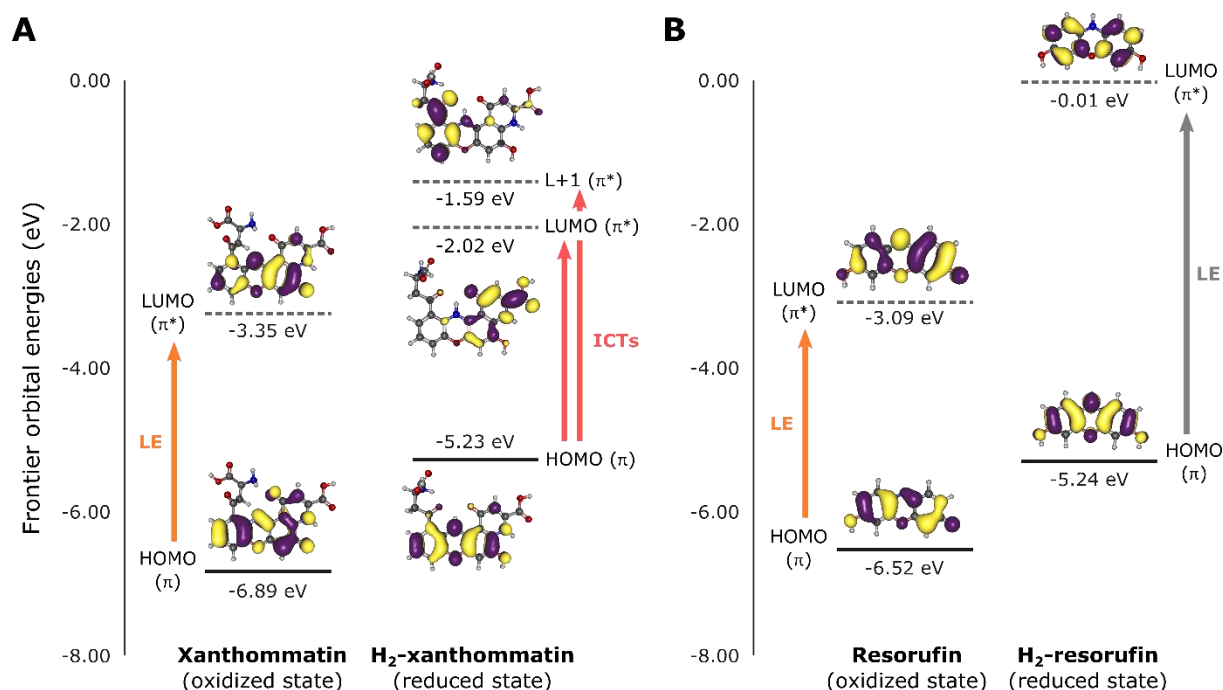 A
B
Frontier orbital energies (eV)
0.00
-2.00
-4.00
-6.00
-8.00
LUMO
(π*)
-3.35 eV
LE
HOMO
(π)
-6.89 eV
Xanthommatin
(oxidized state)
L+1 (π*)
-1.59 eV
LUMO (π*)
-2.02 eV
ICTs
-5.23 eV
HOMO (π)
H₂-xanthommatin
(reduced state)
0.00
-2.00
-4.00
-6.00
-8.00
LUMO
(π*)
-3.09 eV
LE
HOMO
(π)
-6.52 eV
Resorufin
(oxidized state)
LUMO
(π*)
-0.01 eV
LE
HOMO
(π)
-5.24 eV
H₂-resorufin
(reduced state)